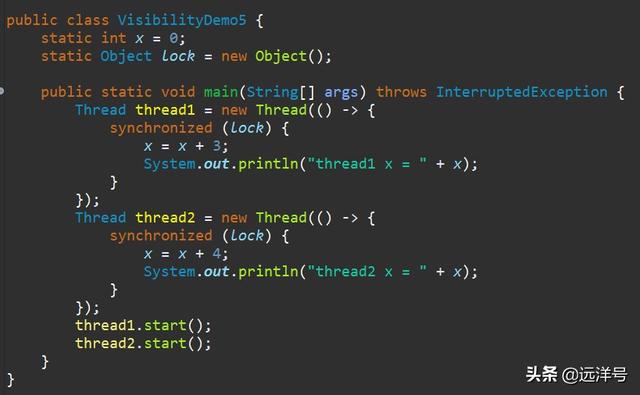 public class VisibilityDemo5 {
    static int x = 0;
    static Object lock = new Object();

    public static void main(String[] args) throws InterruptedException {
        Thread thread1 = new Thread(() -> {
            synchronized (lock) {
                x = x + 3;
                System.out.println("thread1 x = " + x);
            }
        });
        Thread thread2 = new Thread(() -> {
            synchronized (lock) {
                x = x + 4;
                System.out.println("thread2 x = " + x);
            }
        });
        thread1.start();
        thread2.start();
    }
}
头条 @远洋号